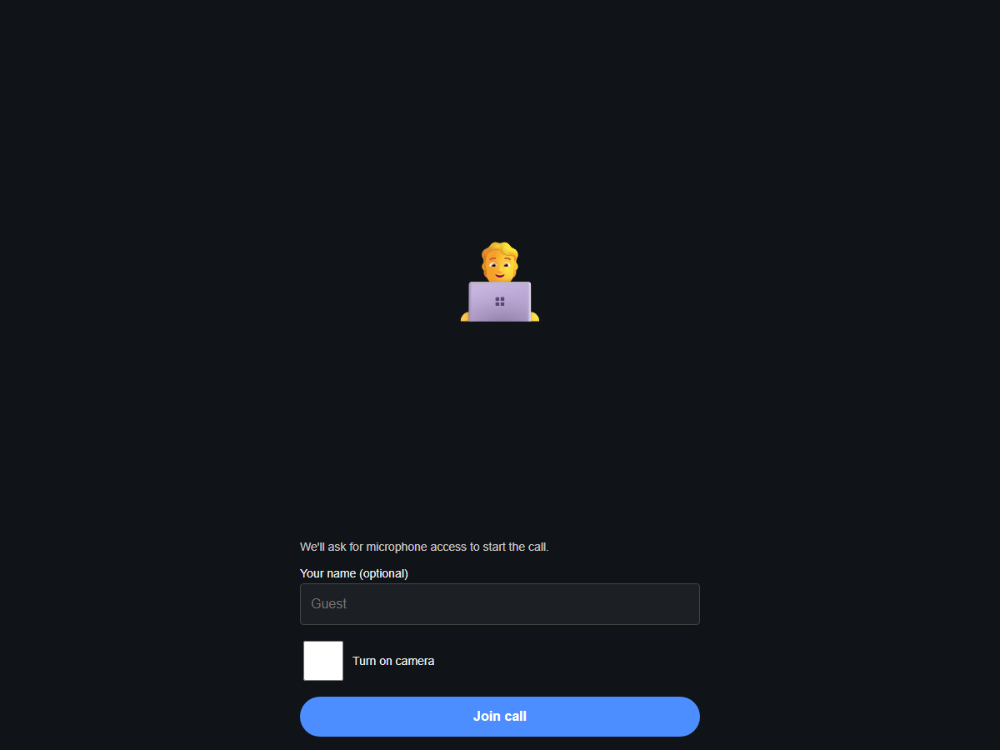 We'll ask for microphone access to start the call.
Your name (optional)
Guest
Turn on camera
Join call